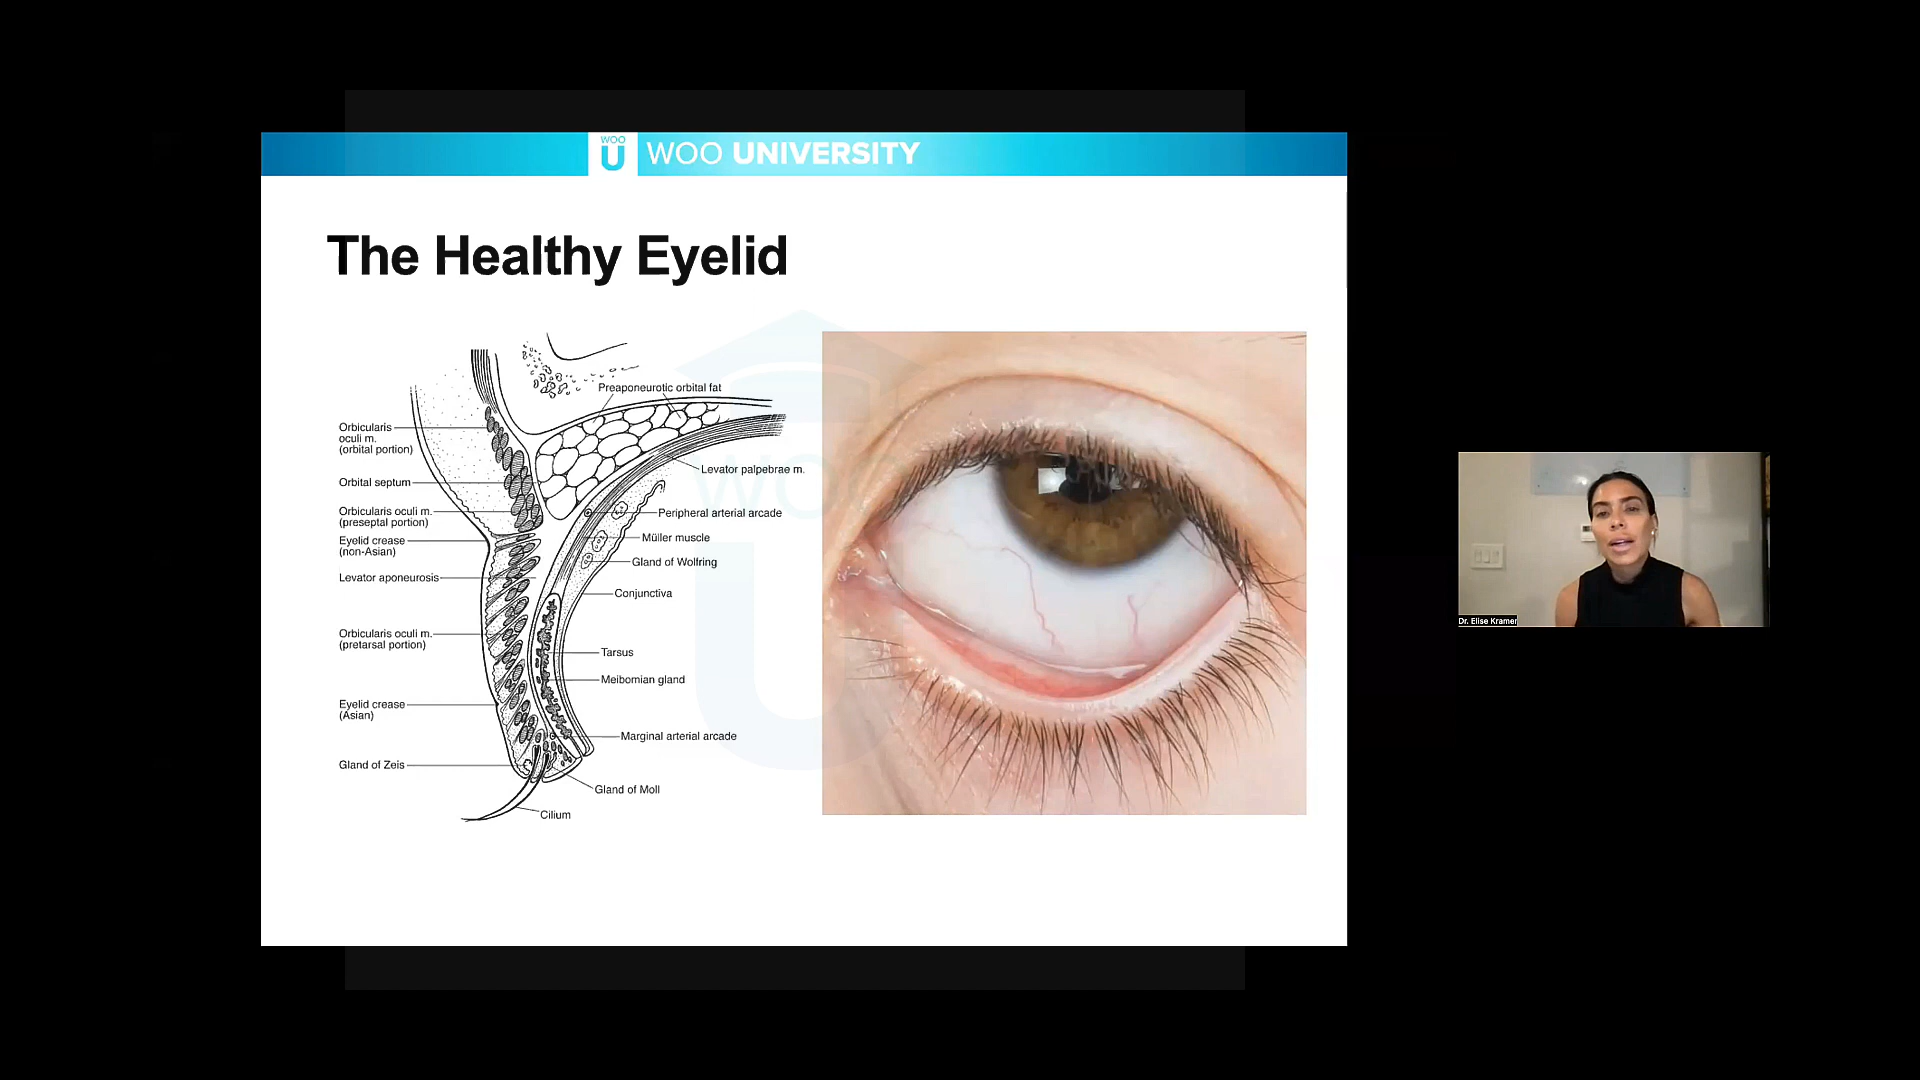 WOO
U
WOO UNIVERSITY
The Healthy Eyelid
Preaponeurotic orbital fat
Orbicularis
oculi m.
(orbital portion)
Levator palpebrae m.
Orbital septum
Orbicularis oculi m.
(preseptal portion)
Peripheral arterial arcade
Eyelid crease
(non-Asian)
Müller muscle
Gland of Wolfring
Levator aponeurosis
Conjunctiva
Orbicularis oculi m.
(pretarsal portion)
Tarsus
Meibomian gland
Eyelid crease
(Asian)
Marginal arterial arcade
Gland of Zeis
Gland of Moll
Cilium
WOO
U
Dr. Elise Kramer